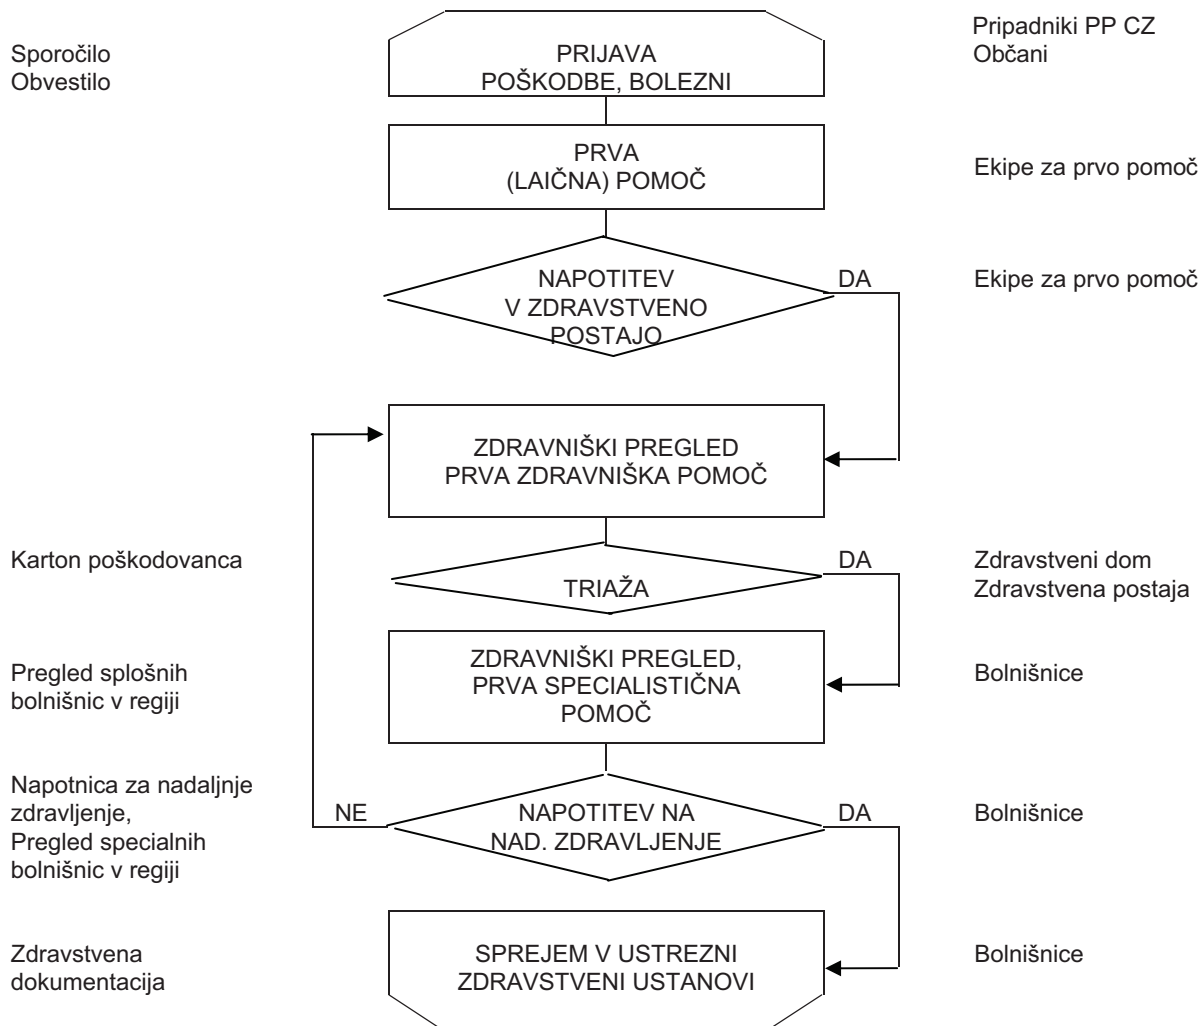 Pripadniki PP CZ
Občani
Sporočilo
Obvestilo
PRIJAVA
POŠKODBE, BOLEZNI
PRVA
(LAIČNA) POMOČ
Ekipe za prvo pomoč
NAPOTITEV
V ZDRAVSTVENO
POSTAJO
DA
Ekipe za prvo pomoč
ZDRAVNIŠKI PREGLED
PRVA ZDRAVNIŠKA POMOČ
Karton poškodovanca
TRIAŽA
DA
Zdravstveni dom
Zdravstvena postaja
Pregled splošnih
bolnišnic v regiji
ZDRAVNIŠKI PREGLED,
PRVA SPECIALISTIČNA
POMOČ
Bolnišnice
Napotnica za nadaljnje
zdravljenje,
Pregled specialnih
bolnišnic v regiji
NE
NAPOTITEV NA
NAD. ZDRAVLJENJE
DA
Bolnišnice
Zdravstvena
dokumentacija
SPREJEM V USTREZNI
ZDRAVSTVENI USTANOVI
Bolnišnice